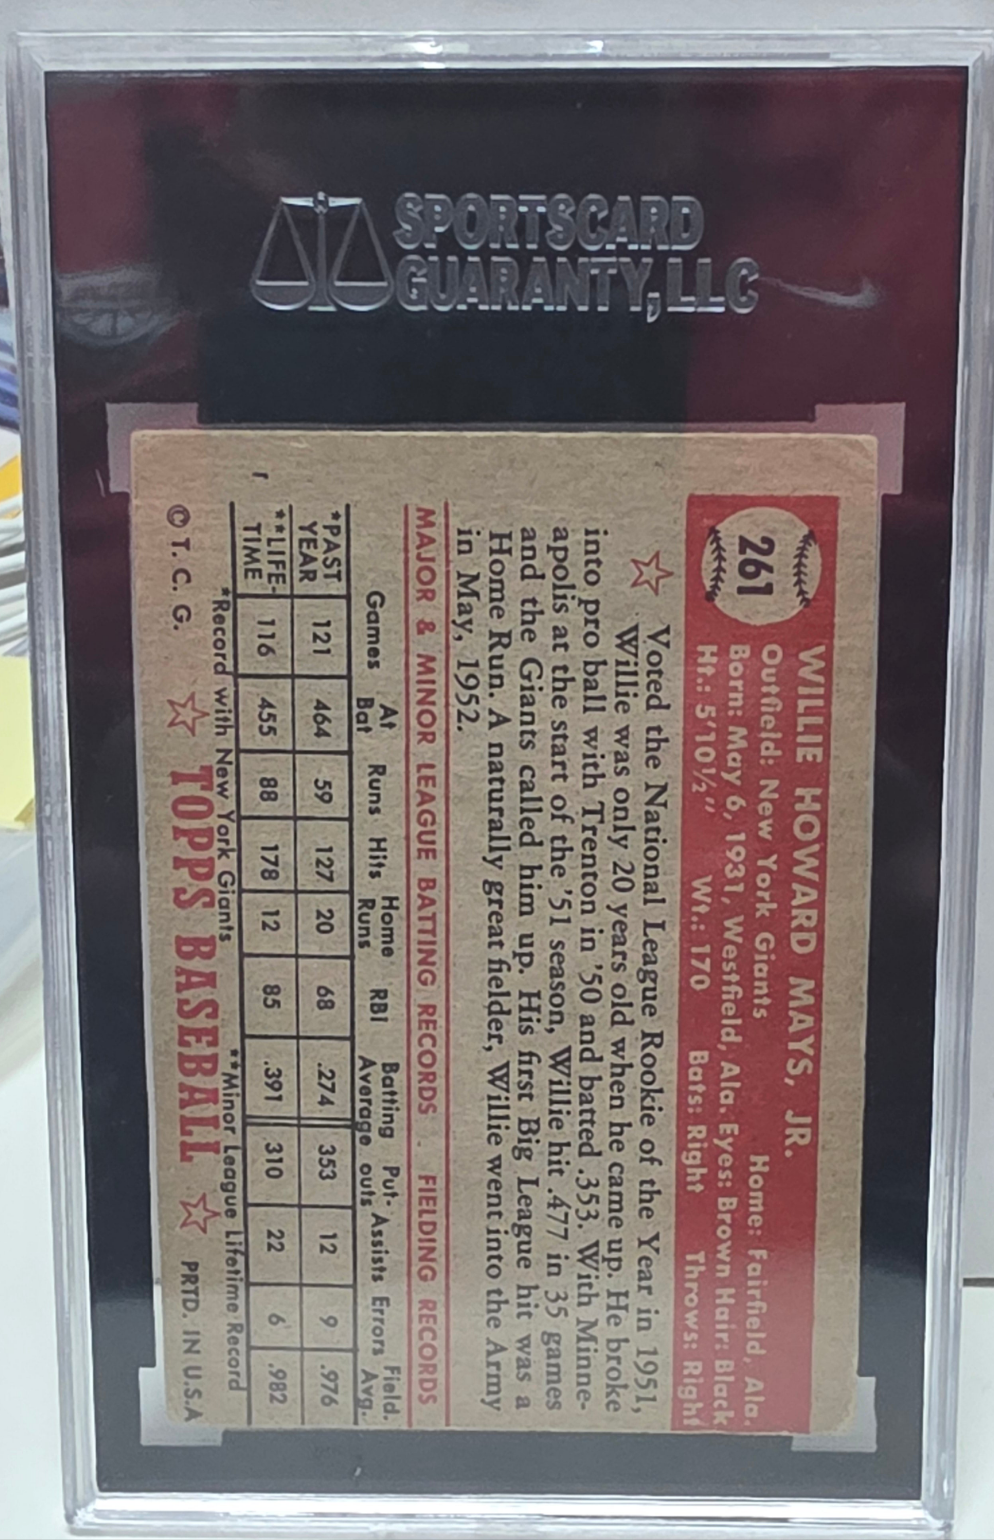 SPORTSCARD
GUARANTY, LLC
261
WILLIE HOWARD MAYS, JR.
Outfield: New York Giants Home: Fairfield, Ala.
Born: May 6, 1931, Westfield, Ala. Eyes: Brown Hair: Black
Ht.: 5'10½" Wt.: 170 Bats: Right Throws: Right
Voted the National League Rookie of the Year in 1951,
Willie was only 20 years old when he came up. He broke
into pro ball with Trenton in '50 and batted .353. With Minne-
apolis at the start of the '51 season, Willie hit .477 in 35 games
and the Giants called him up. His first Big League hit was a
Home Run. A naturally great fielder, Willie went into the Army
in May, 1952.
MAJOR & MINOR LEAGUE BATTING RECORDS . FIELDING RECORDS
Games At Bat Runs Hits Home Runs RBI Batting Average Put-outs Assists Errors Field. Avg.
*PAST YEAR 121 464 59 127 20 68 .274 353 12 9 .976
**LIFE-TIME 116 455 88 178 12 85 .391 310 22 6 .982
*Record with New York Giants **Minor League Lifetime Record
© T. C. G. TOPPS BASEBALL PRTD. IN U.S.A